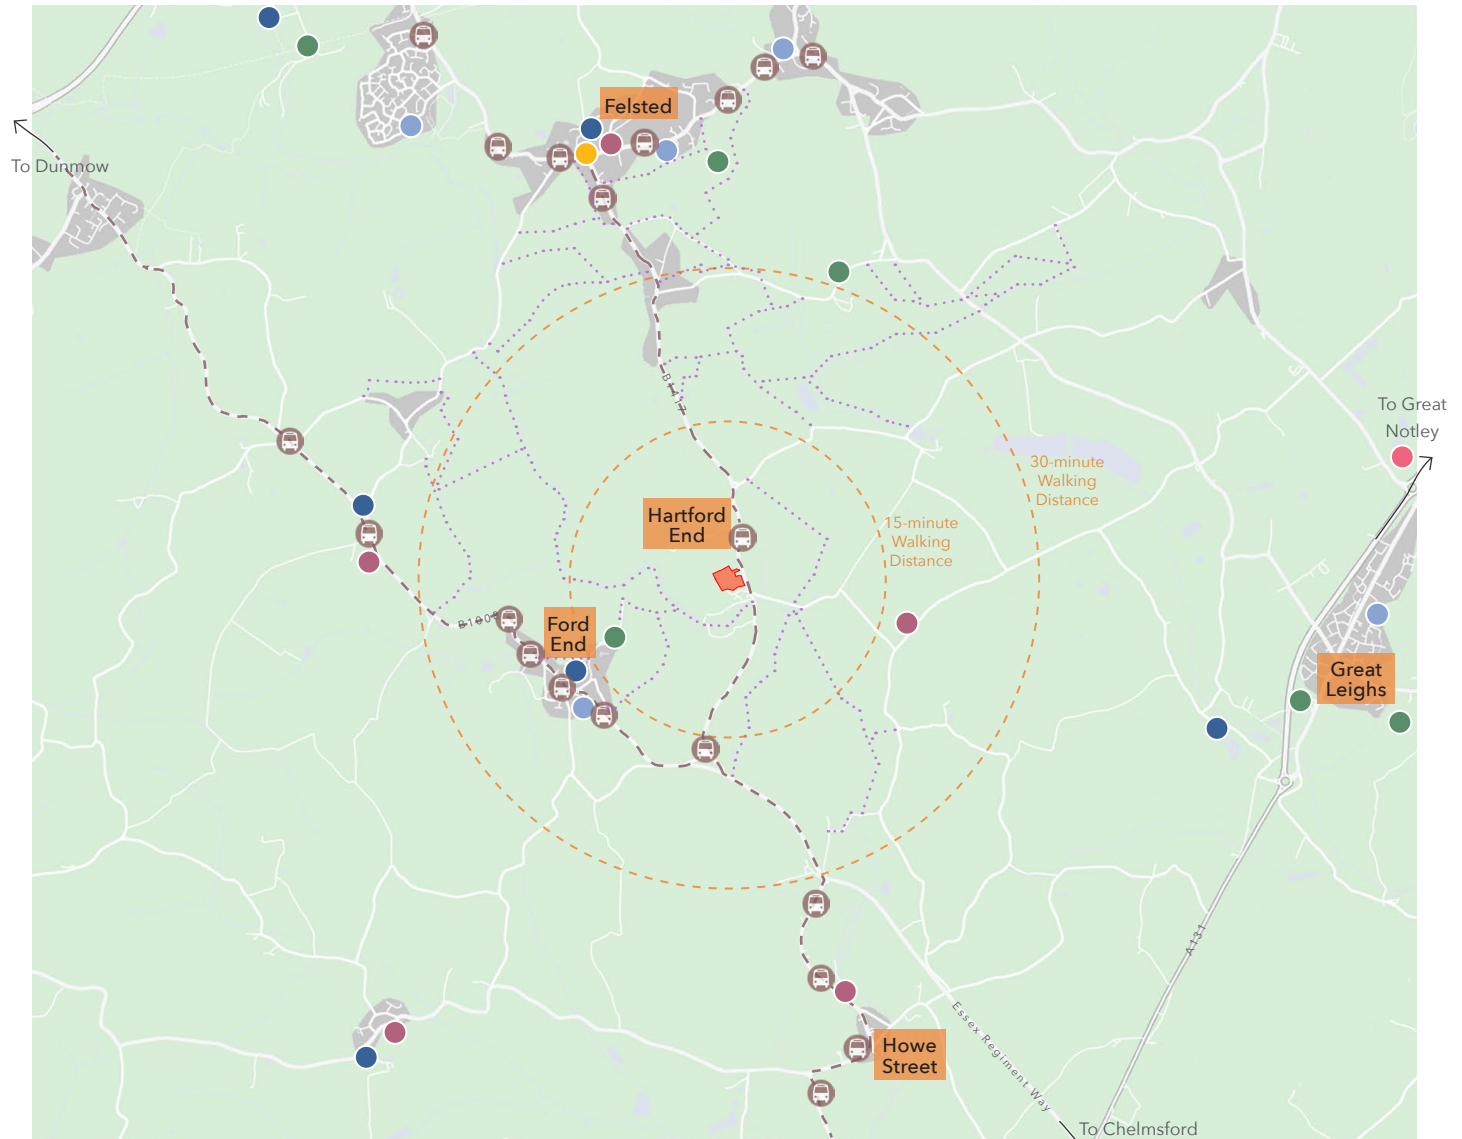 Felsted
To Dunmow
B1417
To Great
Notley
30-minute
Walking
Distance
Hartford
End
15-minute
Walking
Distance
B1008
Ford
End
Great
Leighs
A131
Essex Regiment Way
Howe
Street
To Chelmsford